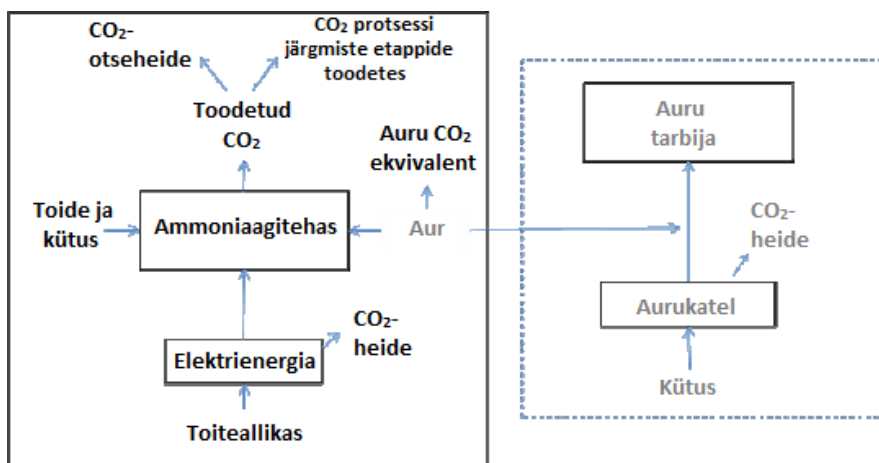 CO₂-
otseheide
CO₂ protsessi
järgmiste etappide
toodetes
Toodetud
CO₂
Auru CO₂
ekvivalent
Toide ja
kütus
Ammoniaagitehas
Aur
Elektrienergia
CO₂-
heide
Toiteallikas
Auru
tarbija
CO₂-
heide
Aurukatel
Kütus